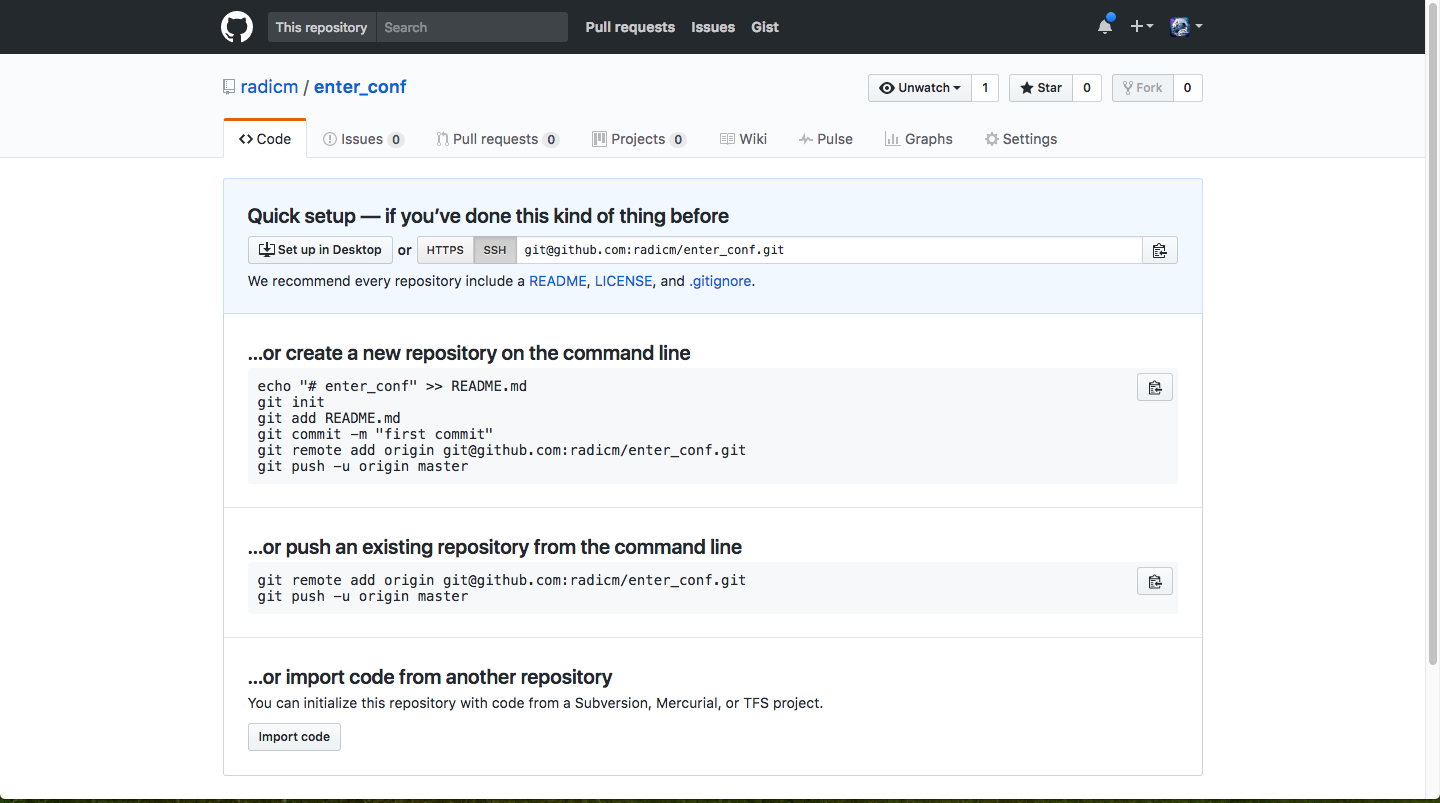 This repository Search Pull requests Issues Gist
radicm / enter_conf Unwatch 1 Star 0 Fork 0
Code Issues 0 Pull requests 0 Projects 0 Wiki Pulse Graphs Settings
Quick setup — if you’ve done this kind of thing before
Set up in Desktop or HTTPS SSH git@github.com:radicm/enter_conf.git
We recommend every repository include a README, LICENSE, and .gitignore.
…or create a new repository on the command line
echo "# enter_conf" >> README.md
git init
git add README.md
git commit -m "first commit"
git remote add origin git@github.com:radicm/enter_conf.git
git push -u origin master
…or push an existing repository from the command line
git remote add origin git@github.com:radicm/enter_conf.git
git push -u origin master
…or import code from another repository
You can initialize this repository with code from a Subversion, Mercurial, or TFS project.
Import code